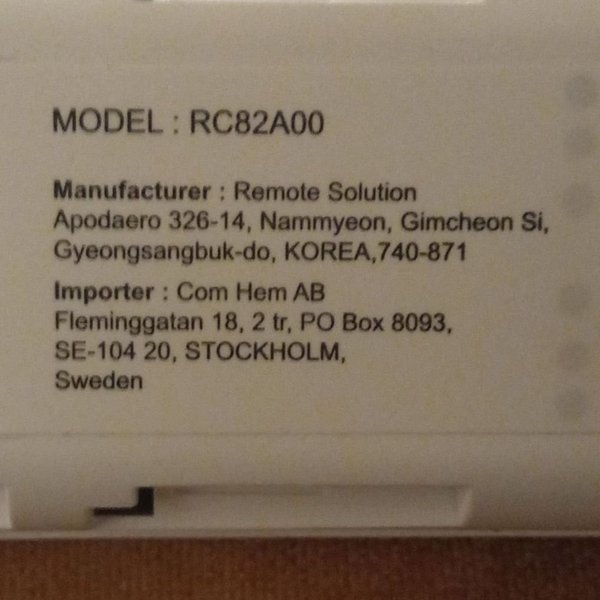 MODEL : RC82A00
Manufacturer : Remote Solution
Apodaero 326-14, Nammyeon, Gimcheon Si,
Gyeongsangbuk-do, KOREA,740-871
Importer : Com Hem AB
Fleminggatan 18, 2 tr, PO Box 8093,
SE-104 20, STOCKHOLM,
Sweden